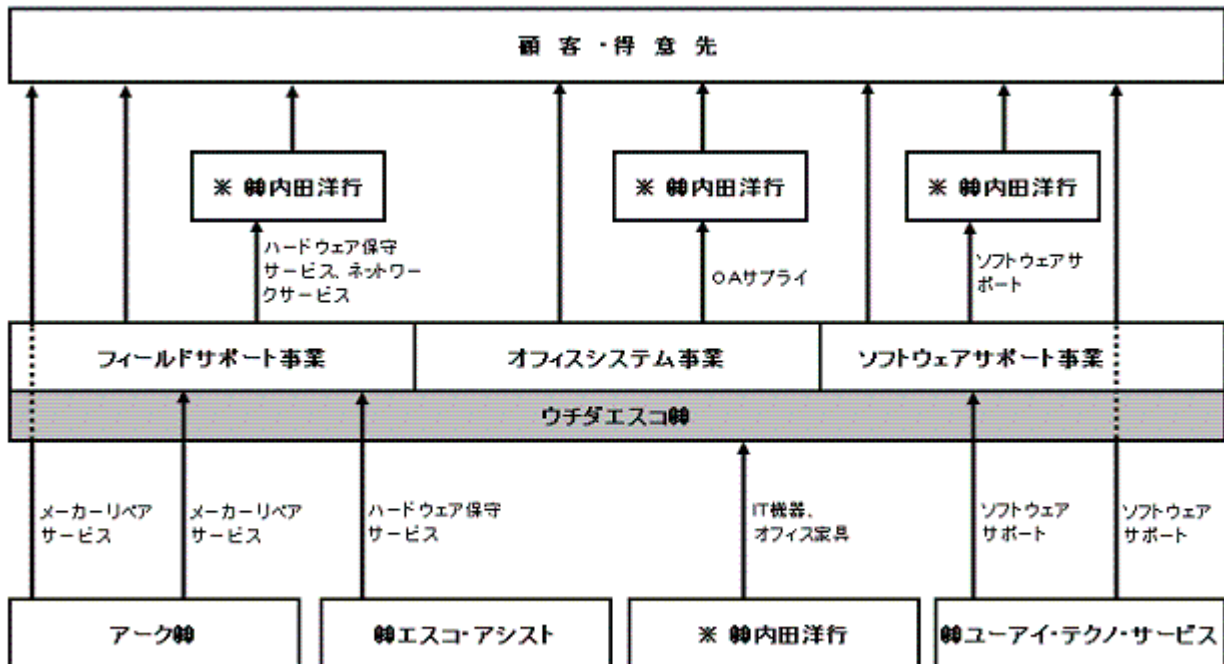 顧客・得意先
※ ㈱内田洋行
※ ㈱内田洋行
※ ㈱内田洋行
ハードウェア保守
サービス、ネットワー
クサービス
OAサプライ
ソフトウェアサ
ポート
フィールドサポート事業
オフィスシステム事業
ソフトウェアサポート事業
ウチダエスコ㈱
メーカーリペア
サービス
メーカーリペア
サービス
ハードウェア保守
サービス
IT機器、
オフィス家具
ソフトウェア
サポート
ソフトウェア
サポート
アーク㈱
㈱エスコ・アシスト
※ ㈱内田洋行
㈱ユーアイ・テクノ・サービス